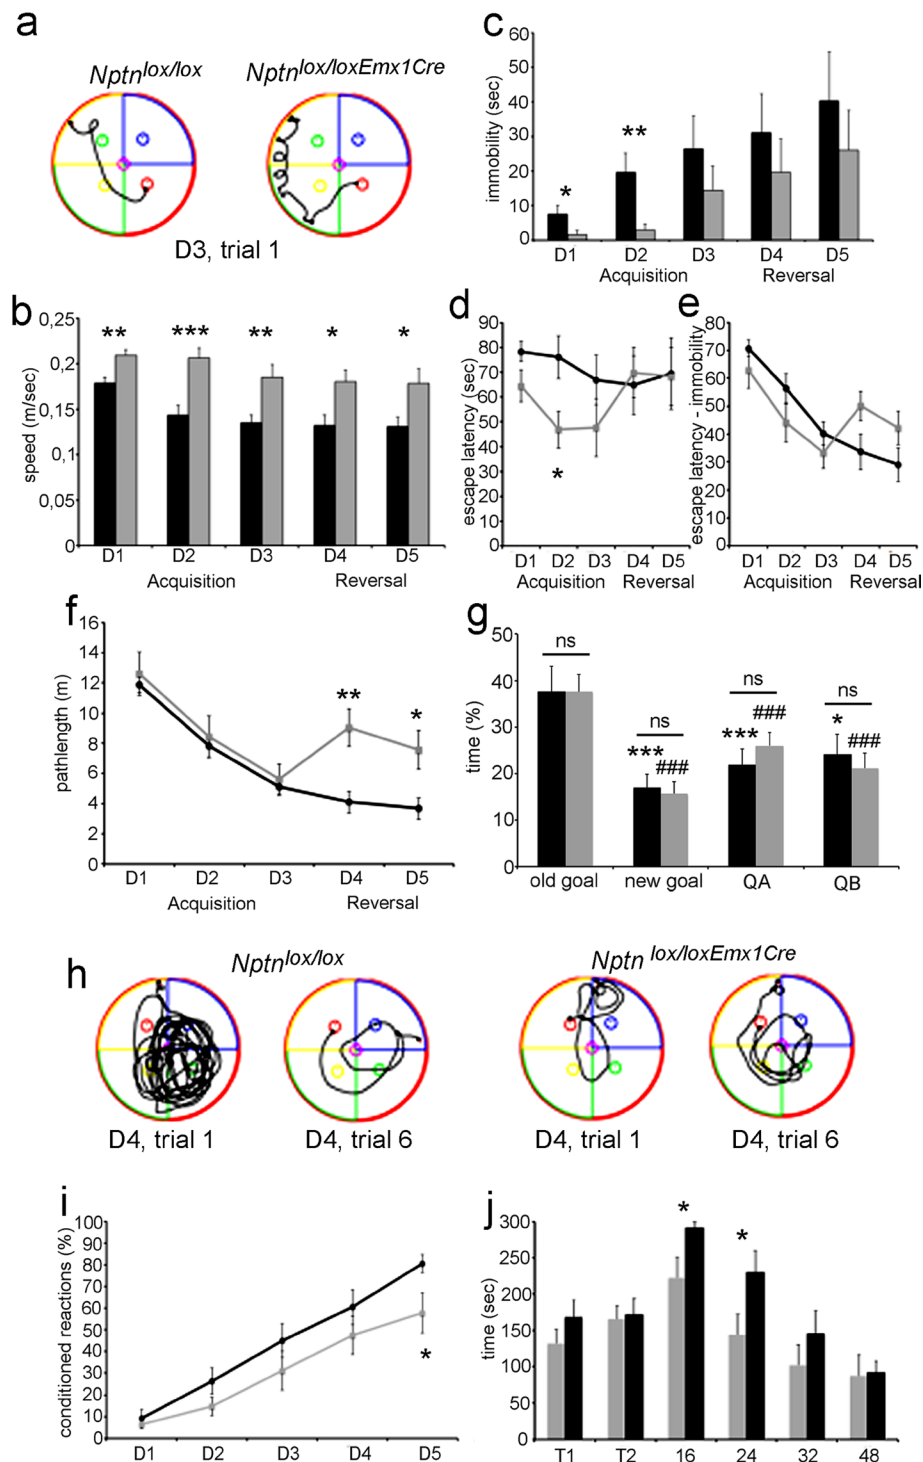 a
Nptnlox/lox
Nptnlox/loxEmx1Cre
D3, trial 1
c
immobility (sec)
60
50
40
30
20
10
0
*
**
D1
D2
D3
D4
D5
Acquisition
Reversal
b
speed (m/sec)
0,25
0,2
0,15
0,1
0,05
0
**
***
**
*
*
D1
D2
D3
D4
D5
Acquisition
Reversal
d
escape latency (sec)
90
80
70
60
50
40
30
20
10
0
*
D1 D2 D3 D4 D5
Acquisition
Reversal
e
escape latency - immobility
80
70
60
50
40
30
20
10
0
D1 D2 D3 D4 D5
Acquisition
Reversal
f
pathlength (m)
16
14
12
10
8
6
4
2
0
**
*
D1
D2
D3
D4
D5
Acquisition
Reversal
g
time (%)
50
40
30
20
10
0
ns
ns
ns
ns
***
###
***
###
*
###
old goal
new goal
QA
QB
h
Nptnlox/lox
Nptn lox/loxEmx1Cre
D4, trial 1
D4, trial 6
D4, trial 1
D4, trial 6
i
conditioned reactions (%)
100
90
80
70
60
50
40
30
20
10
0
*
D1
D2
D3
D4
D5
j
time (sec)
300
250
200
150
100
50
0
*
*
T1
T2
16
24
32
48